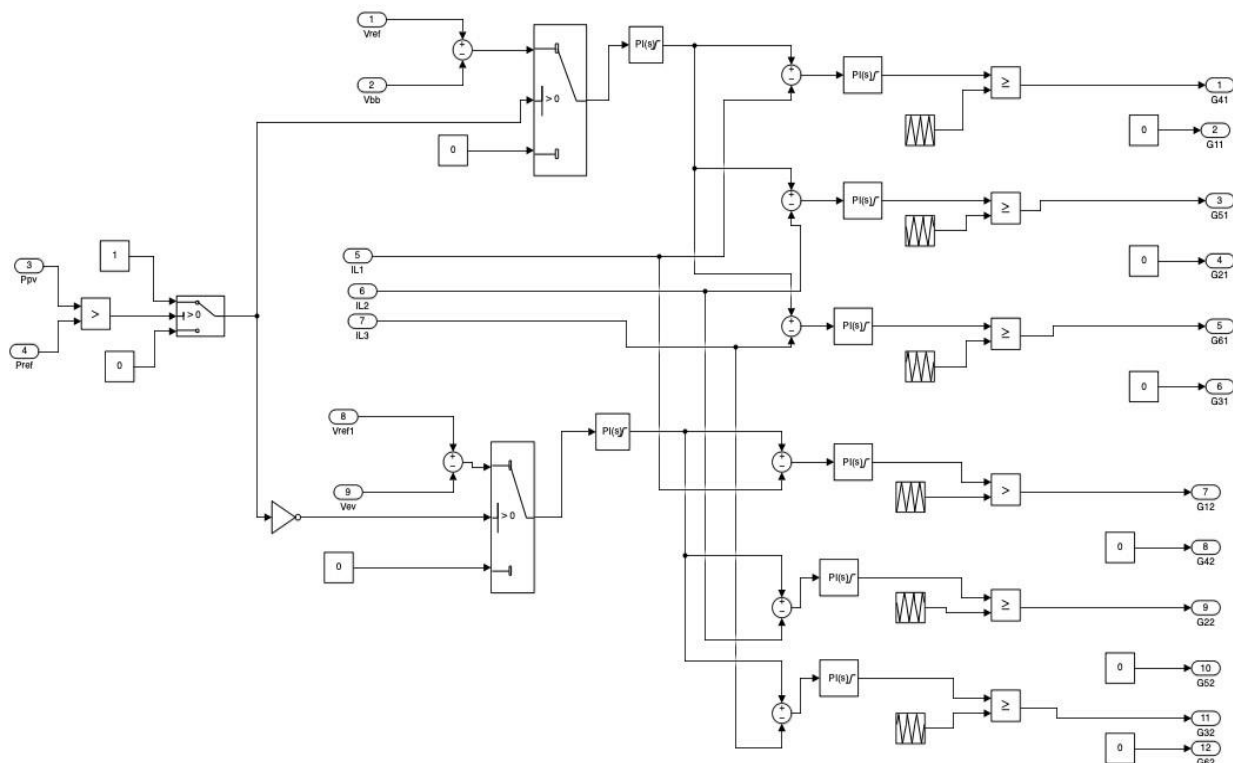 1
Vref
2
Vbb
> 0
0
PI(s)
+
−
+
−
PI(s)
≥
1
G41
0
2
G11
+
−
PI(s)
≥
3
G51
0
4
G21
5
IL1
6
IL2
7
IL3
3
Ppv
4
Pref
>
1
> 0
0
+
−
PI(s)
≥
5
G61
0
6
G31
8
Vref1
9
Vev
+
−
> 0
0
PI(s)
+
−
PI(s)
>
7
G12
0
8
G42
+
−
PI(s)
≥
9
G22
0
10
G52
+
−
PI(s)
≥
11
G32
0
12